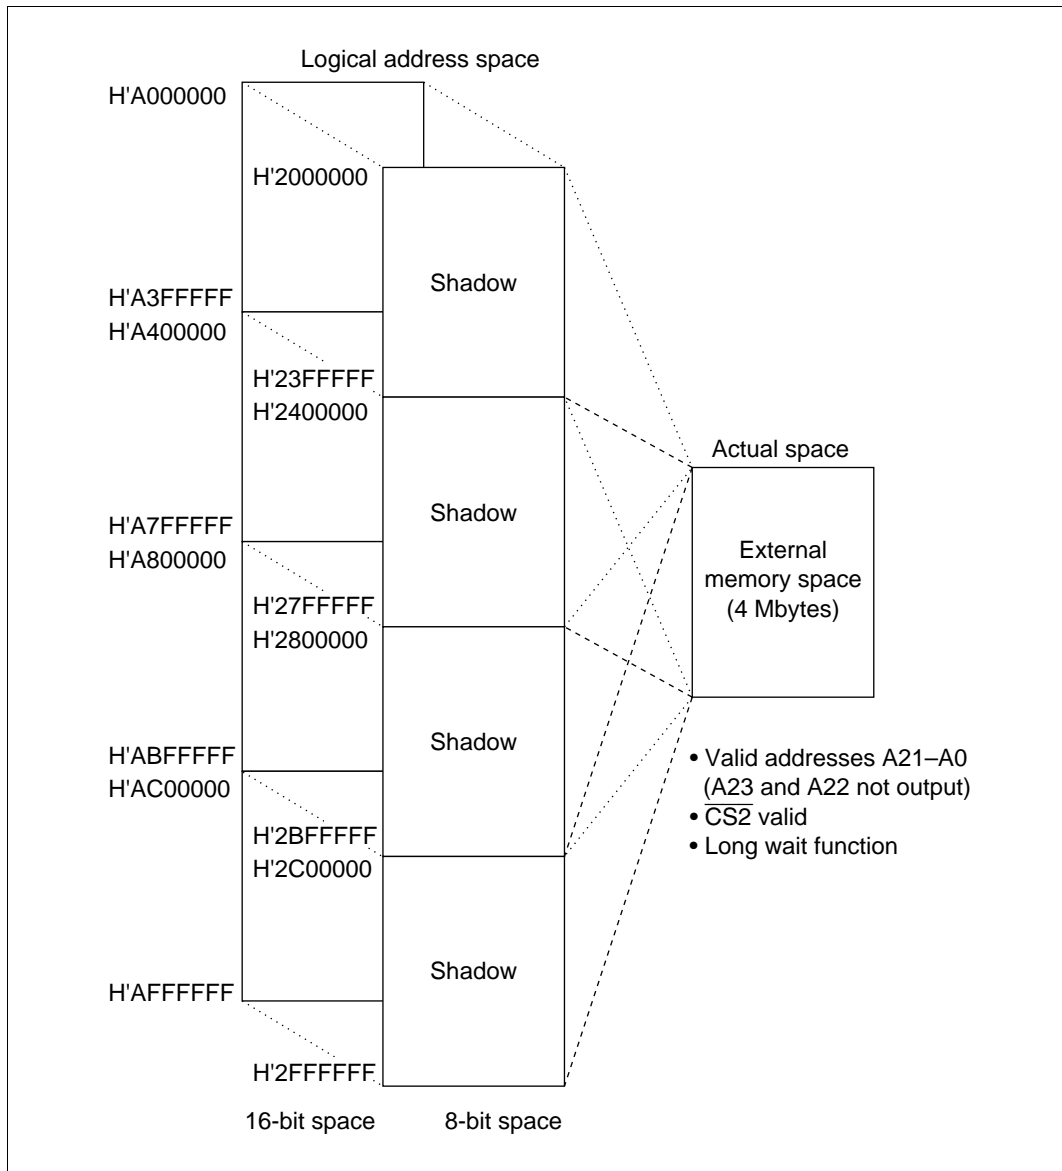 Logical address space
H'A000000
H'2000000
Shadow
H'A3FFFFF
H'A400000
H'23FFFFF
H'2400000
Actual space
Shadow
H'A7FFFFF
H'A800000
External
memory space
(4 Mbytes)
H'27FFFFF
H'2800000
Shadow
H'ABFFFFF
H'AC00000
• Valid addresses A21–A0
(A23 and A22 not output)
• C̅S̅2̅ valid
• Long wait function
H'2BFFFFF
H'2C00000
Shadow
H'AFFFFFF
H'2FFFFFF
16-bit space
8-bit space